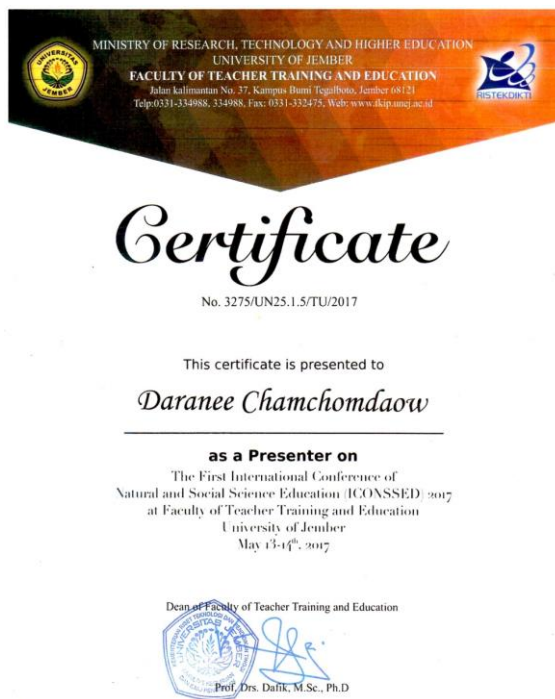 MINISTRY OF RESEARCH, TECHNOLOGY AND HIGHER EDUCATION
UNIVERSITY OF JEMBER
FACULTY OF TEACHER TRAINING AND EDUCATION
Jalan kalimantan No. 37, Kampus Bumi Tegalboto, Jember 68121
Telp:0331-334988, 334988, Fax: 0331-332475, Web: www.fkip.unej.ac.id
UNIVERSITAS
JEMBER
RISTEKDIKTI
Certificate
No. 3275/UN25.1.5/TU/2017
This certificate is presented to
Daranee Chamchomdaow
as a Presenter on
The First International Conference of
Natural and Social Science Education (ICONSSED) 2017
at Faculty of Teacher Training and Education
University of Jember
May 13-14th, 2017
Dean of Faculty of Teacher Training and Education
UNIVERSITAS JEMBER
Prof. Drs. Dafik, M.Sc., Ph.D